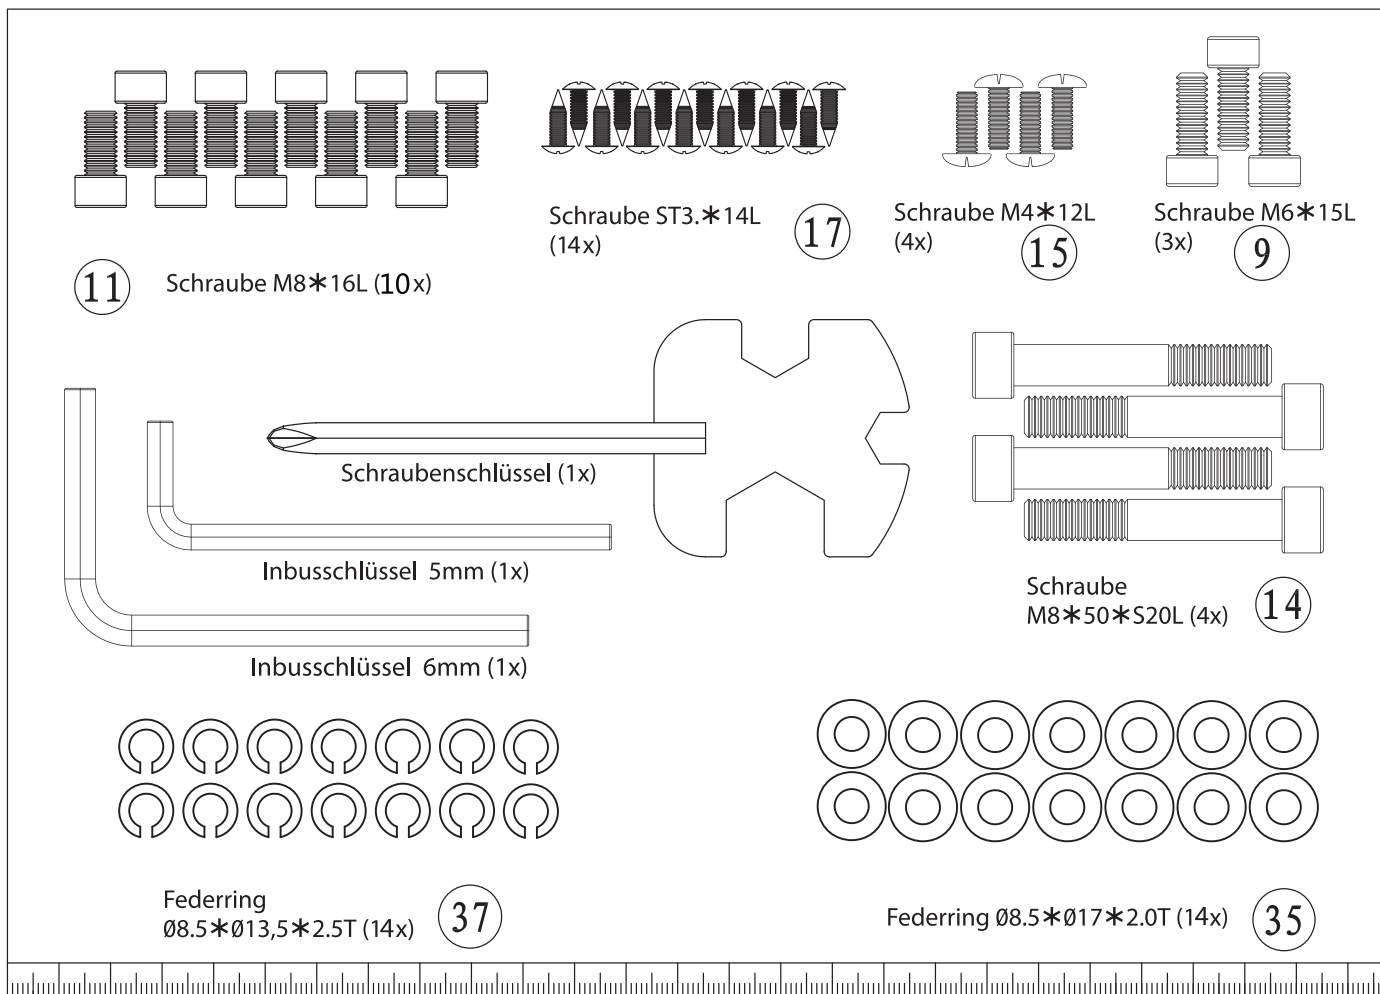 Schraube ST3.*14L
(14x)
17
Schraube M4*12L
(4x)
15
Schraube M6*15L
(3x)
9
11
Schraube M8*16L (10x)
Schraubenschlüssel (1x)
Inbusschlüssel 5mm (1x)
Inbusschlüssel 6mm (1x)
Schraube
M8*50*S20L (4x)
14
Federring
Ø8.5*Ø13,5*2.5T (14x)
37
Federring Ø8.5*Ø17*2.0T (14x)
35